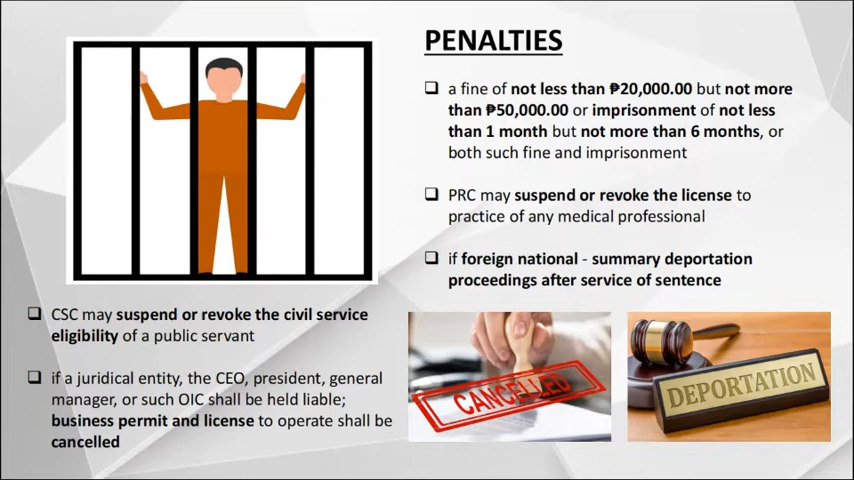 PENALTIES
❑ a fine of not less than ₱20,000.00 but not more
than ₱50,000.00 or imprisonment of not less
than 1 month but not more than 6 months, or
both such fine and imprisonment
❑ PRC may suspend or revoke the license to
practice of any medical professional
❑ if foreign national - summary deportation
proceedings after service of sentence
❑ CSC may suspend or revoke the civil service
eligibility of a public servant
❑ if a juridical entity, the CEO, president, general
manager, or such OIC shall be held liable;
business permit and license to operate shall be
cancelled
CANCELLED
DEPORTATION